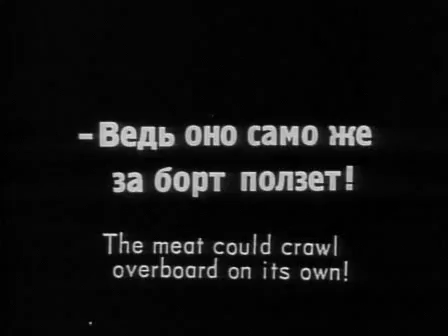 -Ведь оно само же
за борт ползет!
The meat could crawl
overboard on its own!